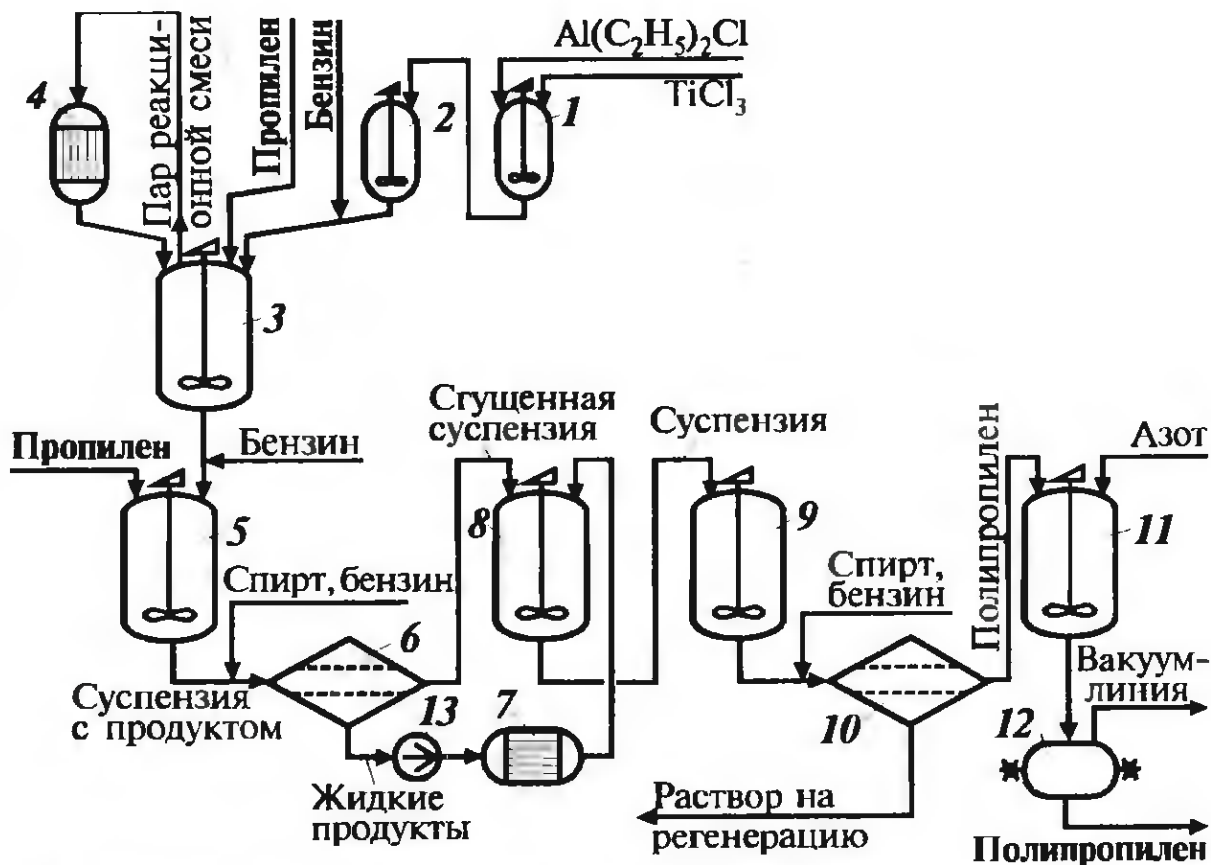 Al(C₂H₅)₂Cl
TiCl₃
4
Пар реакци-
онной смеси
Пропилен
Бензин
2
1
3
Пропилен
Бензин
Сгущенная
суспензия
Суспензия
Полипропилен
Азот
5
8
9
11
Спирт, бензин
Спирт,
бензин
6
Суспензия
с продуктом
13
7
10
Вакуум-
линия
12
Жидкие
продукты
Раствор на
регенерацию
Полипропилен